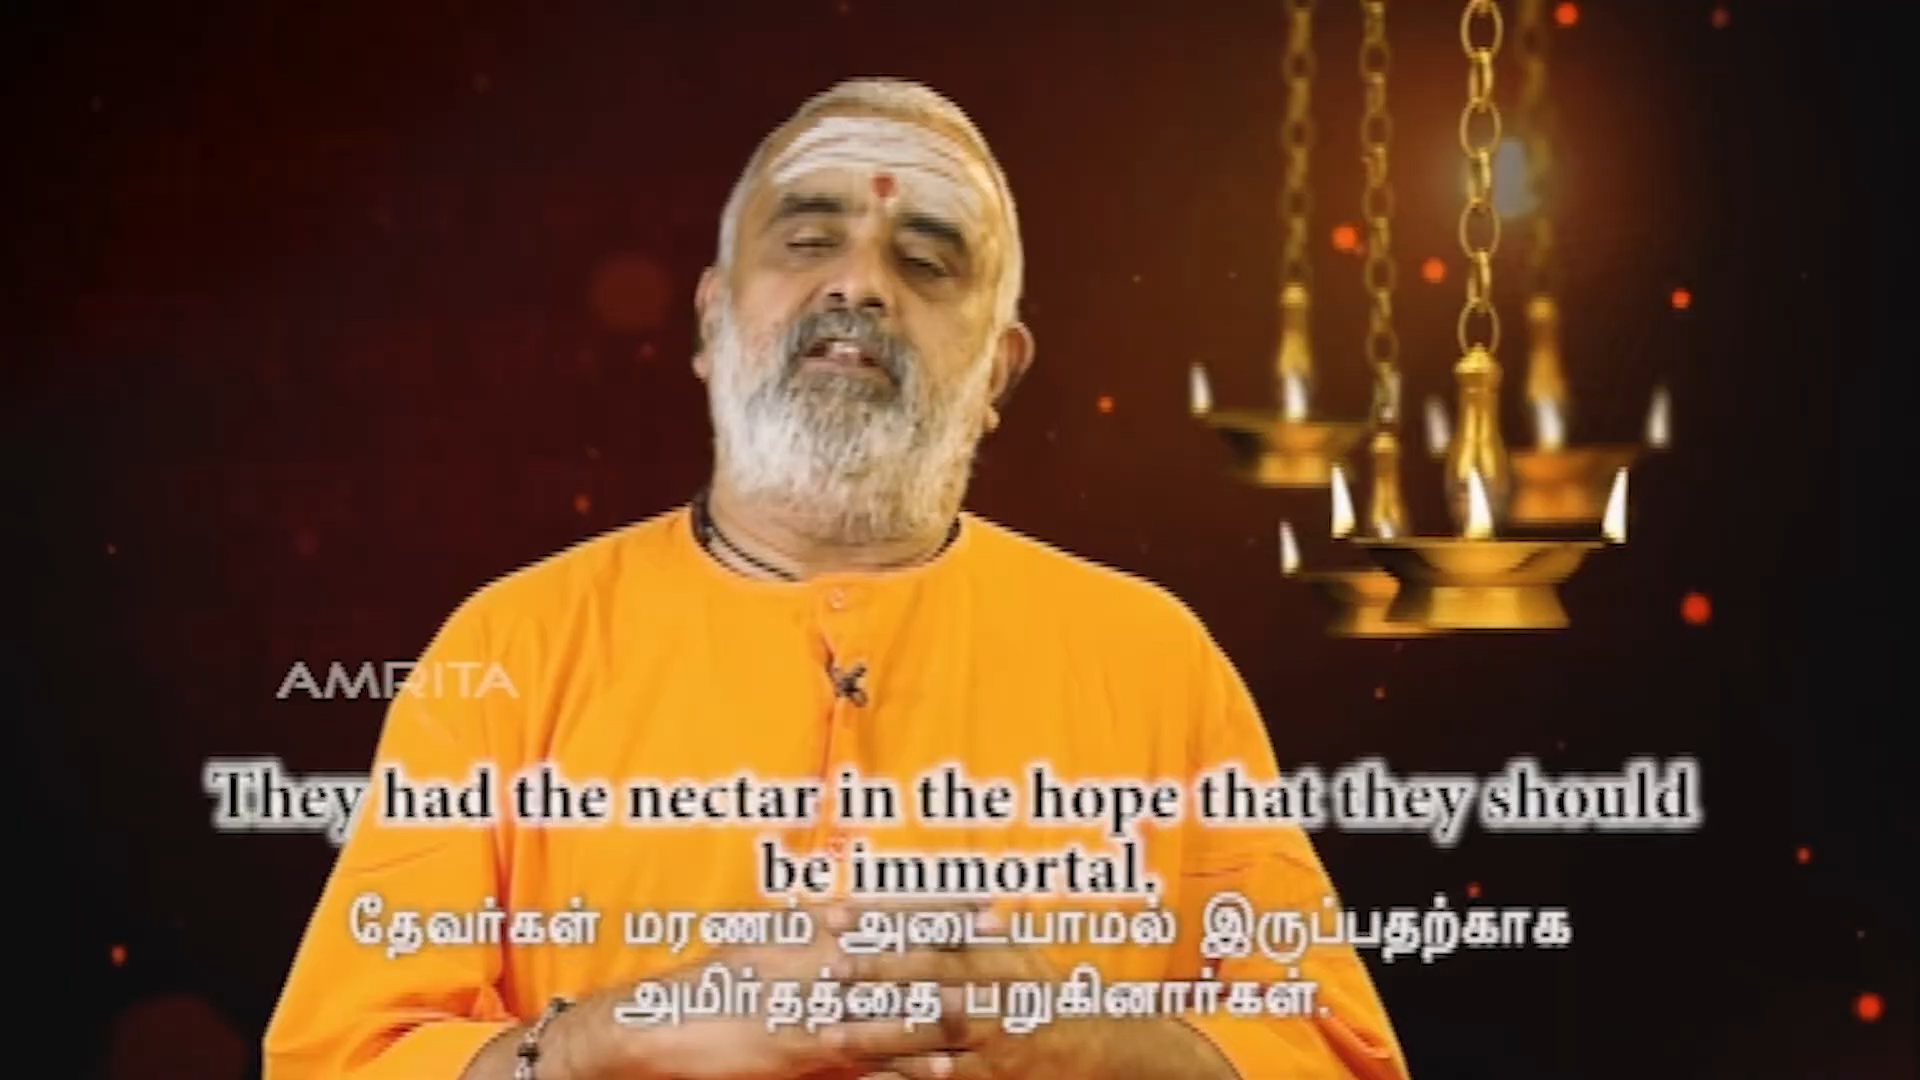 AMRITA
They had the nectar in the hope that they should
be immortal.
தேவர்கள் மரணம் அடையாமல் இருப்பதற்காக
அமிர்தத்தை பறுகினார்கள்.